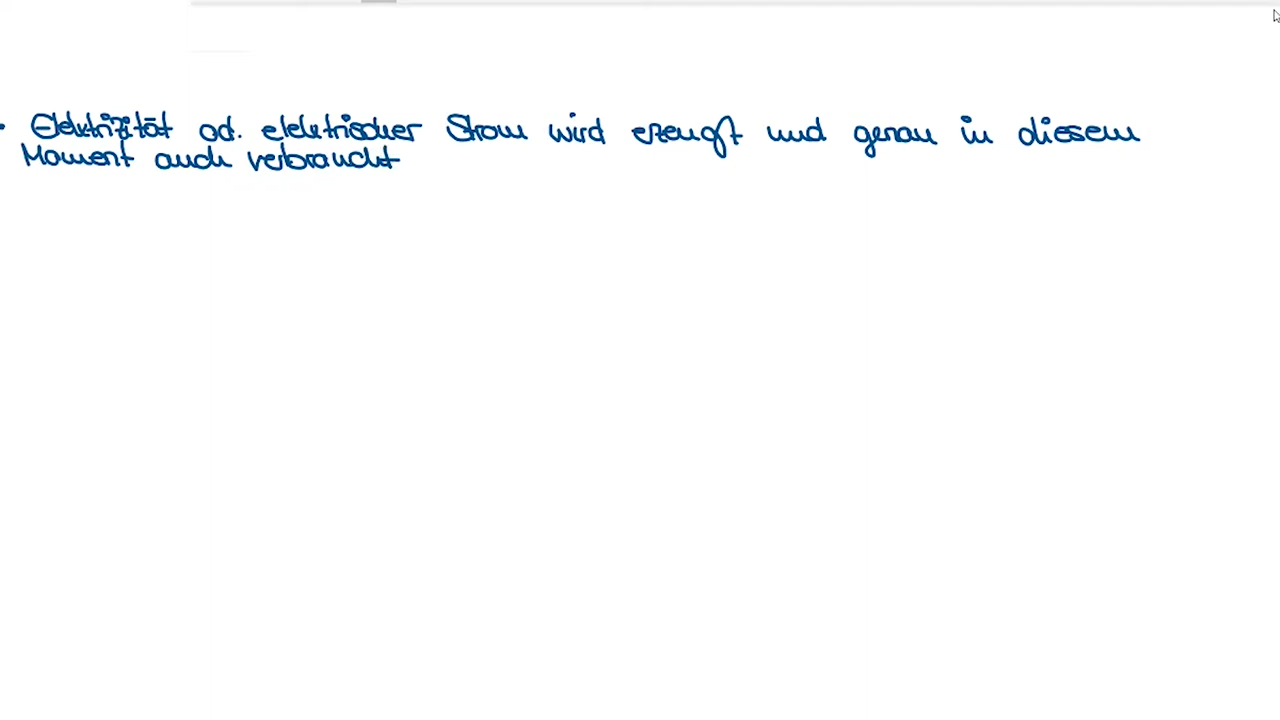 • Elektrizität od. elektrischer Strom wird erzeugt und genau in diesem
Moment auch verbraucht